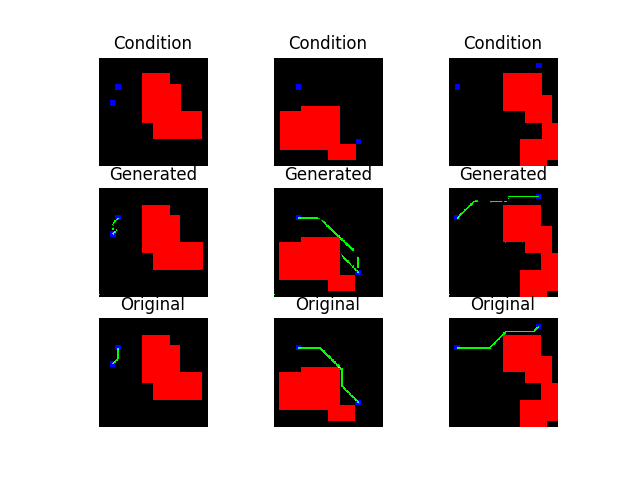 Condition
Condition
Condition
Generated
Generated
Generated
Original
Original
Original